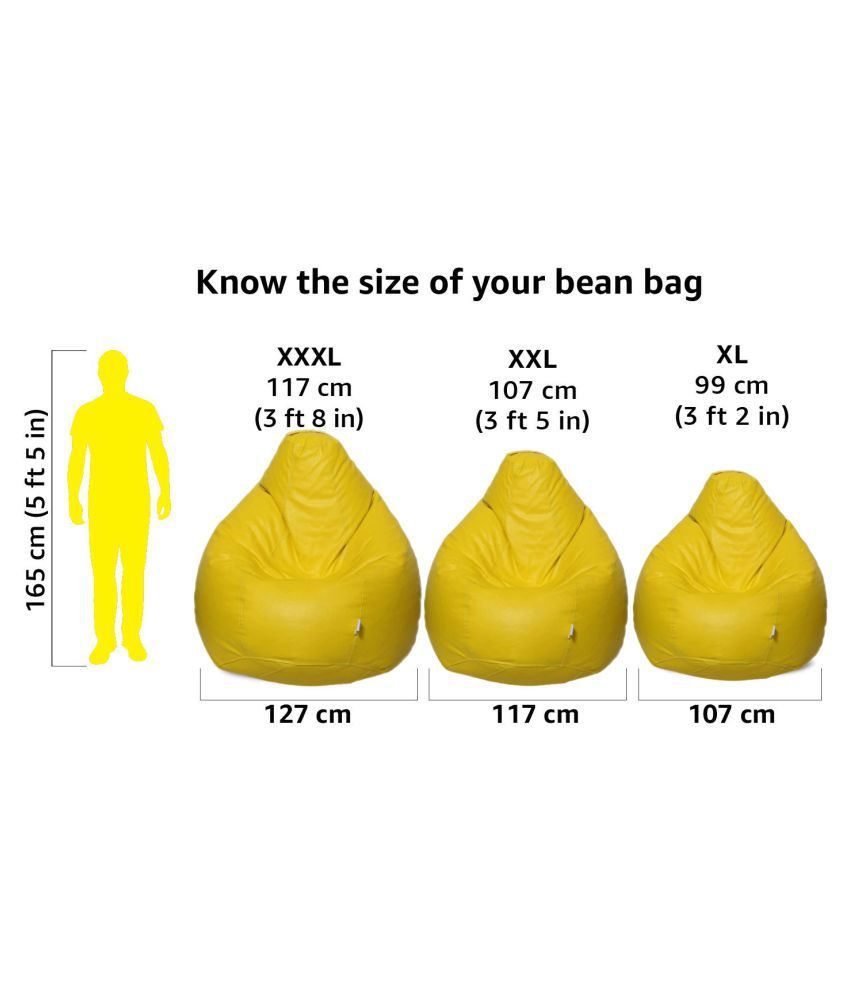 Know the size of your bean bag
165 cm (5 ft 5 in)
XXXL
117 cm
(3 ft 8 in)
XXL
107 cm
(3 ft 5 in)
XL
99 cm
(3 ft 2 in)
127 cm
117 cm
107 cm